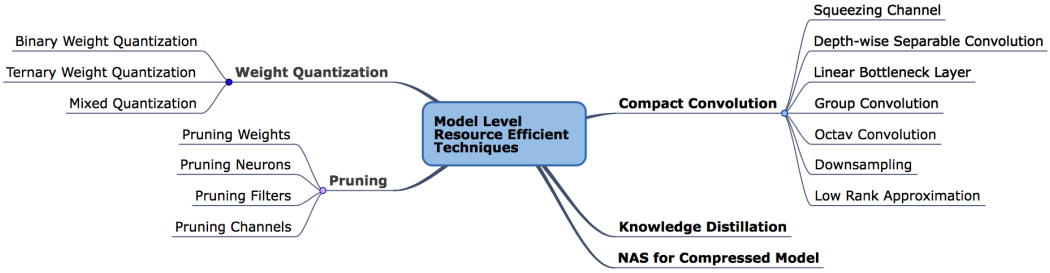 Model Level
Resource Efficient
Techniques
Weight Quantization
Binary Weight Quantization
Ternary Weight Quantization
Mixed Quantization
Pruning
Pruning Weights
Pruning Neurons
Pruning Filters
Pruning Channels
Compact Convolution
Squeezing Channel
Depth-wise Separable Convolution
Linear Bottleneck Layer
Group Convolution
Octav Convolution
Downsampling
Low Rank Approximation
Knowledge Distillation
NAS for Compressed Model